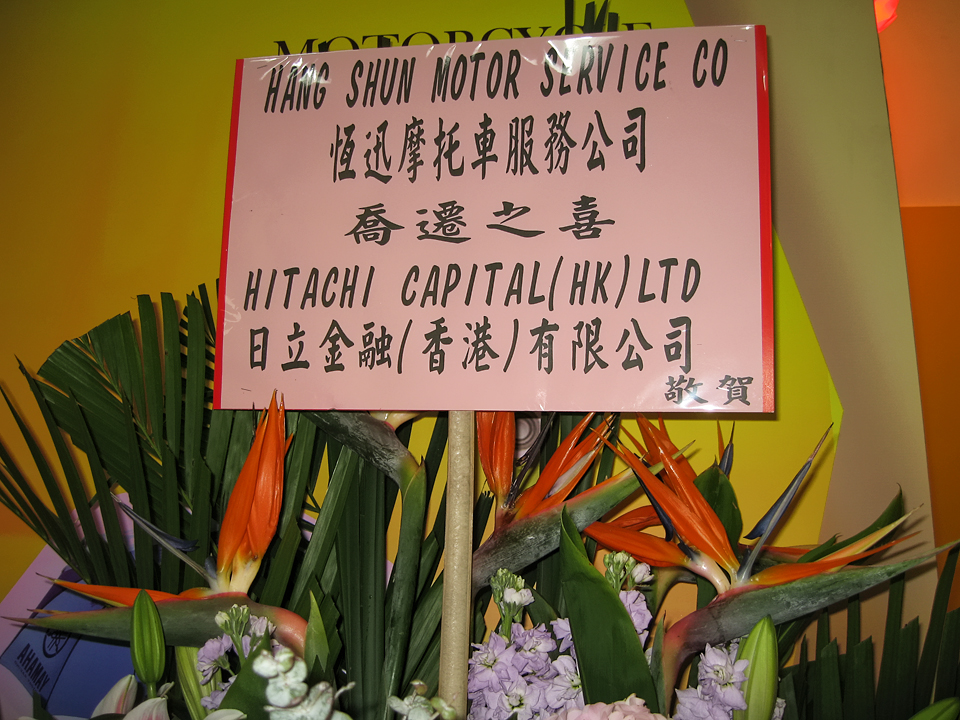 MOTORCYCLE
HANG SHUN MOTOR SERVICE CO
恆迅摩托車服務公司
喬遷之喜
HITACHI CAPITAL(HK)LTD
日立金融(香港)有限公司
敬賀